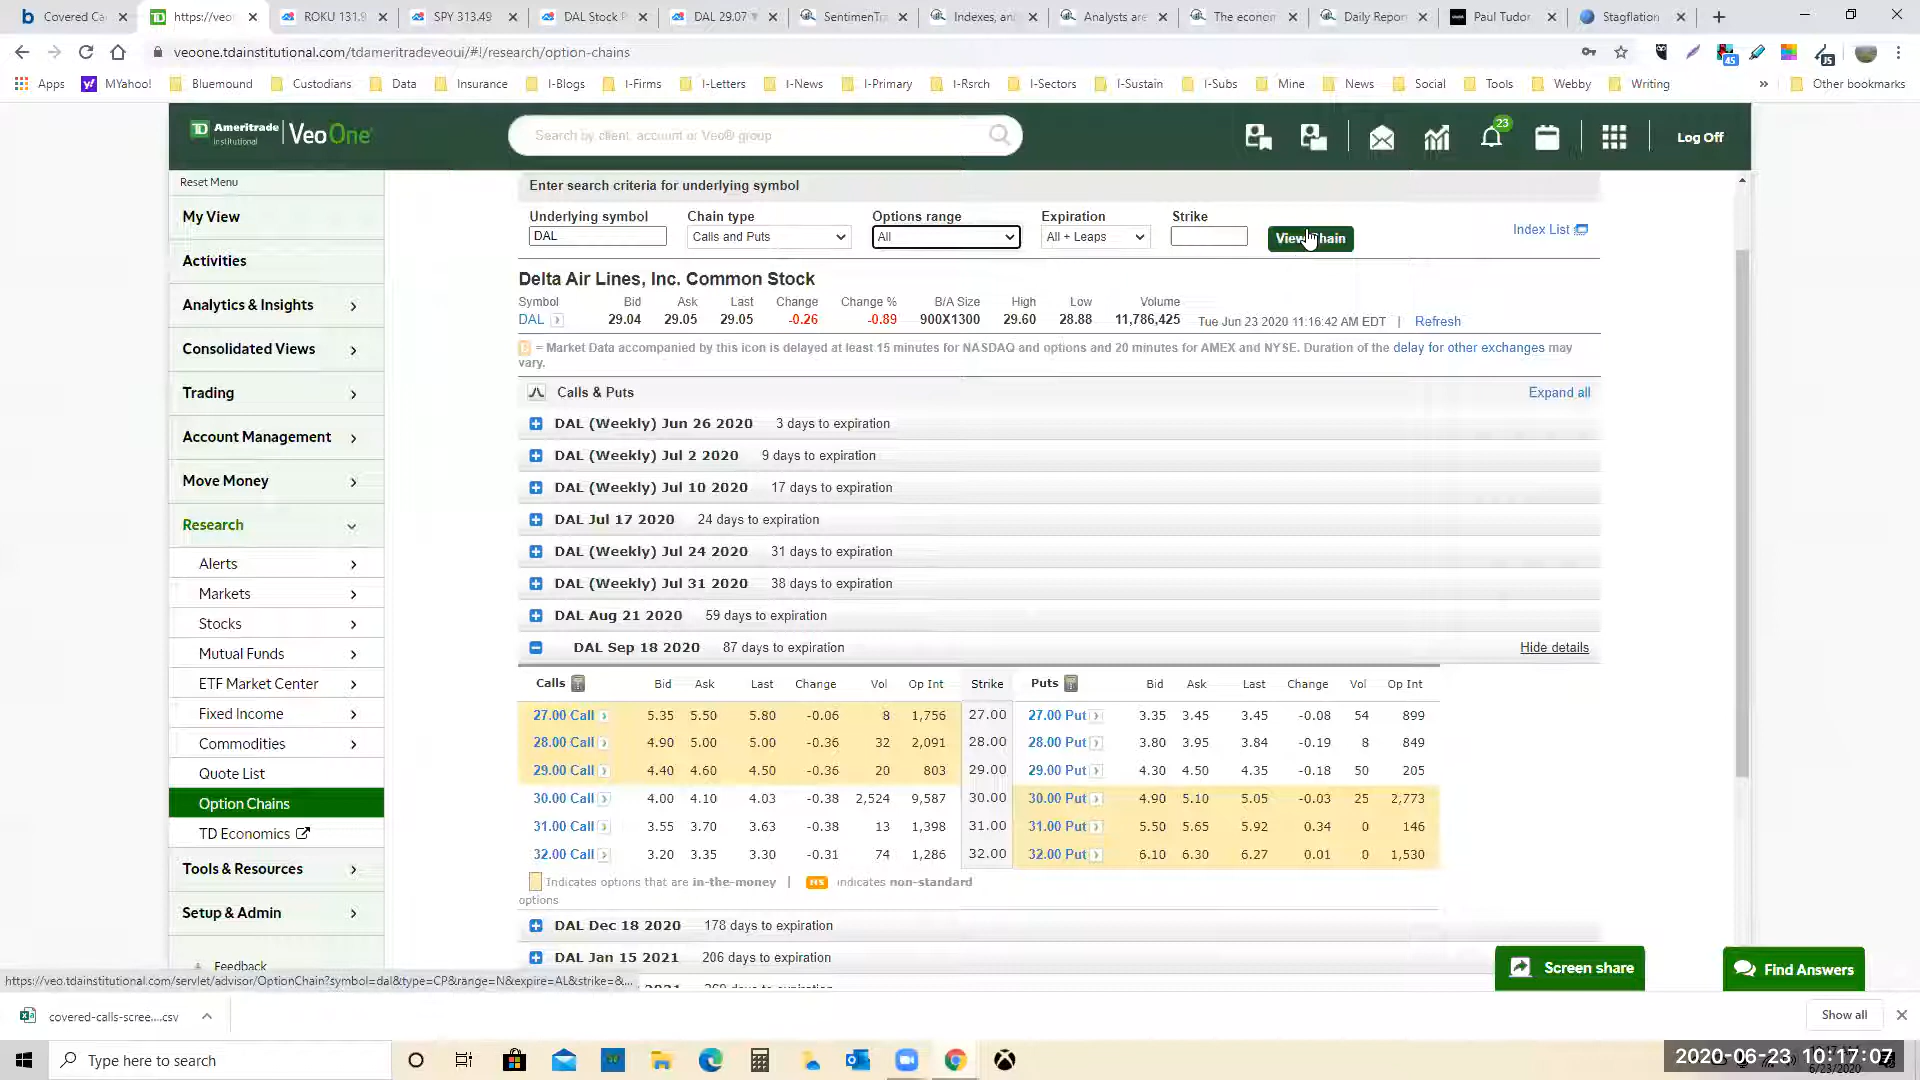 Covered Ca
https://veo
ROKU 131.9
SPY 313.49
DAL Stock P
DAL 29.07
SentimenTr
Indexes, an
Analysts are
The econom
Daily Repor
Paul Tudor
Stagflation
veoone.tdainstitutional.com/tdameritradeveoui/#!/research/option-chains
45
JS
Apps
MYahoo!
Bluemound
Custodians
Data
Insurance
I-Blogs
I-Firms
I-Letters
I-News
I-Primary
I-Rsrch
I-Sectors
I-Sustain
I-Subs
Mine
News
Social
Tools
Webby
Writing
Other bookmarks
TD Ameritrade Institutional | VeoOne
Search by client, account or Veo® group
23
Log Off
Reset Menu
My View
Activities
Analytics & Insights
Consolidated Views
Trading
Account Management
Move Money
Research
Alerts
Markets
Stocks
Mutual Funds
ETF Market Center
Fixed Income
Commodities
Quote List
Option Chains
TD Economics
Tools & Resources
Setup & Admin
Feedback
Enter search criteria for underlying symbol
Underlying symbol Chain type Options range Expiration Strike
DAL Calls and Puts All All + Leaps View Chain
Index List
Delta Air Lines, Inc. Common Stock
Symbol Bid Ask Last Change Change % B/A Size High Low Volume
DAL 29.04 29.05 29.05 -0.26 -0.89 900X1300 29.60 28.88 11,786,425 Tue Jun 23 2020 11:16:42 AM EDT | Refresh
= Market Data accompanied by this icon is delayed at least 15 minutes for NASDAQ and options and 20 minutes for AMEX and NYSE. Duration of the delay for other exchanges may
vary.
Calls & Puts Expand all
DAL (Weekly) Jun 26 2020 3 days to expiration
DAL (Weekly) Jul 2 2020 9 days to expiration
DAL (Weekly) Jul 10 2020 17 days to expiration
DAL Jul 17 2020 24 days to expiration
DAL (Weekly) Jul 24 2020 31 days to expiration
DAL (Weekly) Jul 31 2020 38 days to expiration
DAL Aug 21 2020 59 days to expiration
DAL Sep 18 2020 87 days to expiration Hide details
Calls Bid Ask Last Change Vol Op Int Strike Puts Bid Ask Last Change Vol Op Int
27.00 Call 5.35 5.50 5.80 -0.06 8 1,756 27.00 27.00 Put 3.35 3.45 3.45 -0.08 54 899
28.00 Call 4.90 5.00 5.00 -0.36 32 2,091 28.00 28.00 Put 3.80 3.95 3.84 -0.19 8 849
29.00 Call 4.40 4.60 4.50 -0.36 20 803 29.00 29.00 Put 4.30 4.50 4.35 -0.18 50 205
30.00 Call 4.00 4.10 4.03 -0.38 2,524 9,587 30.00 30.00 Put 4.90 5.10 5.05 -0.03 25 2,773
31.00 Call 3.55 3.70 3.63 -0.38 13 1,398 31.00 31.00 Put 5.50 5.65 5.92 0.34 0 146
32.00 Call 3.20 3.35 3.30 -0.31 74 1,286 32.00 32.00 Put 6.10 6.30 6.27 0.01 0 1,530
Indicates options that are in-the-money | NS indicates non-standard
options
DAL Dec 18 2020 178 days to expiration
DAL Jan 15 2021 206 days to expiration
Screen share
Find Answers
https://veo.tdainstitutional.com/servlet/advisor/OptionChain?symbol=dal&type=CP&range=N&expire=AL&strike=&...
covered-calls-scree....csv
Show all
Type here to search
2020-06-23 10:17:07
6/23/2020